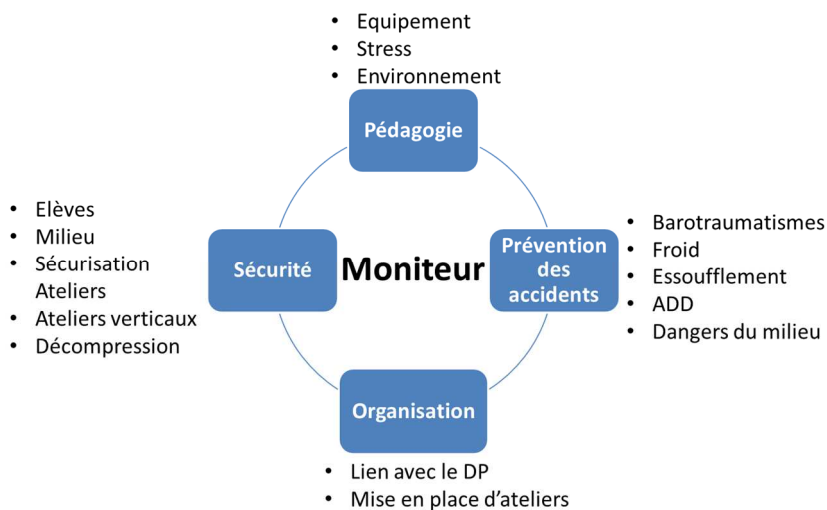 • Equipement
• Stress
• Environnement
Pédagogie
• Elèves
• Milieu
• Sécurisation
Ateliers
• Ateliers verticaux
• Décompression
Sécurité
Moniteur
Prévention
des
accidents
• Barotraumatismes
• Froid
• Essoufflement
• ADD
• Dangers du milieu
Organisation
• Lien avec le DP
• Mise en place d’ateliers